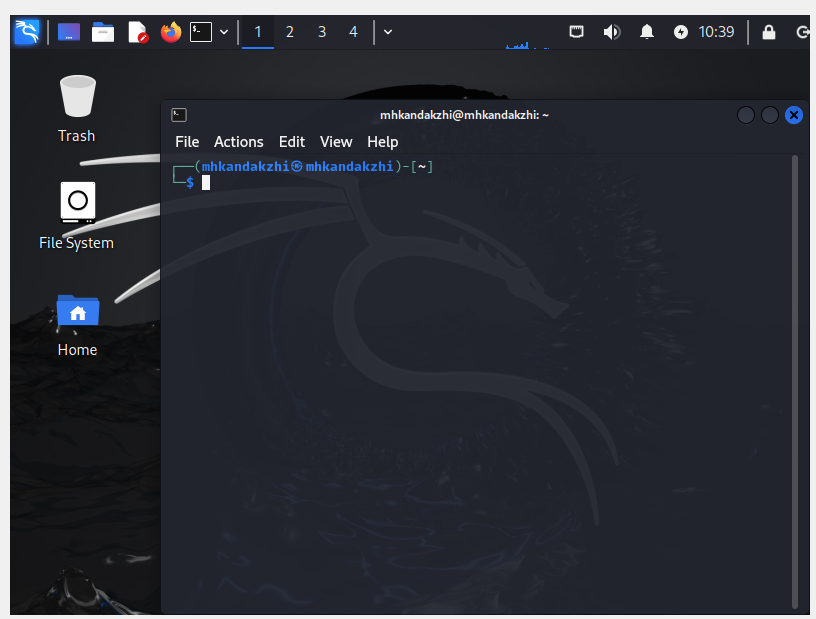 1 2 3 4 10:39
Trash
File System
Home
mhkandakzhi@mhkandakzhi: ~
File Actions Edit View Help
┌──(mhkandakzhi㉿mhkandakzhi)-[~]
└─$